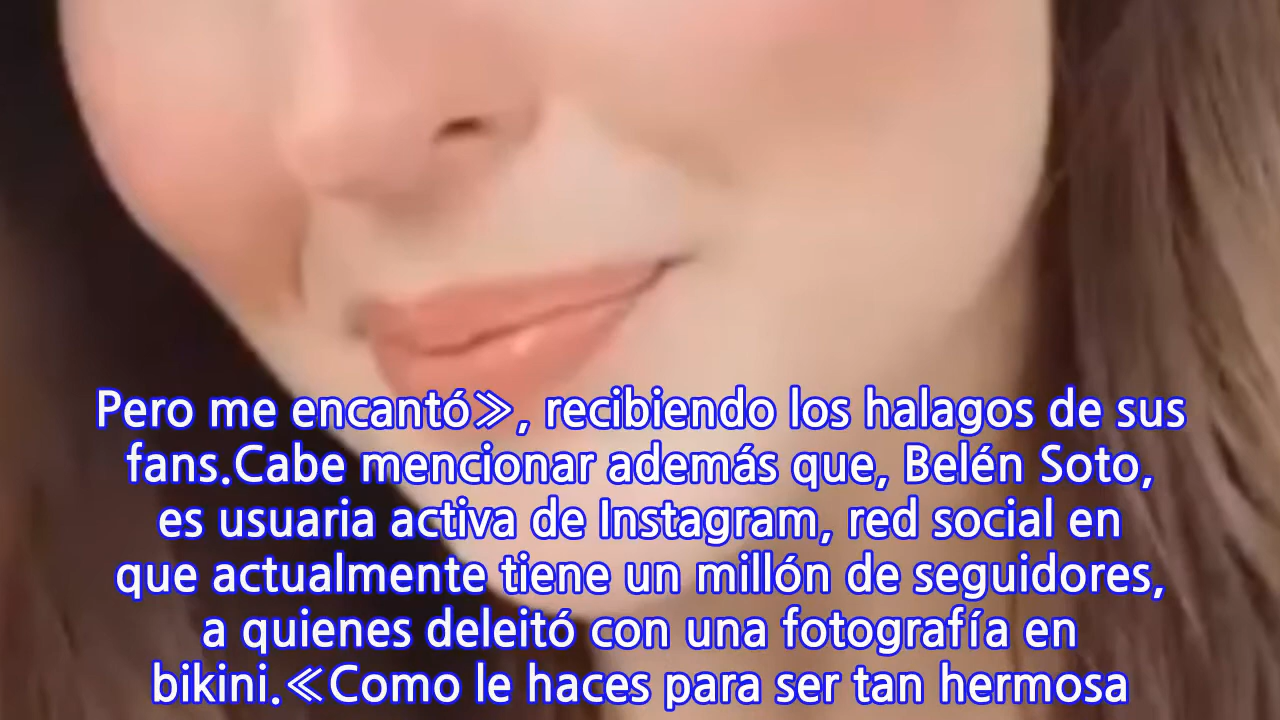 Pero me encantó≫, recibiendo los halagos de sus
fans.Cabe mencionar además que, Belén Soto,
es usuaria activa de Instagram, red social en
que actualmente tiene un millón de seguidores,
a quienes deleitó con una fotografía en
bikini.≪Como le haces para ser tan hermosa